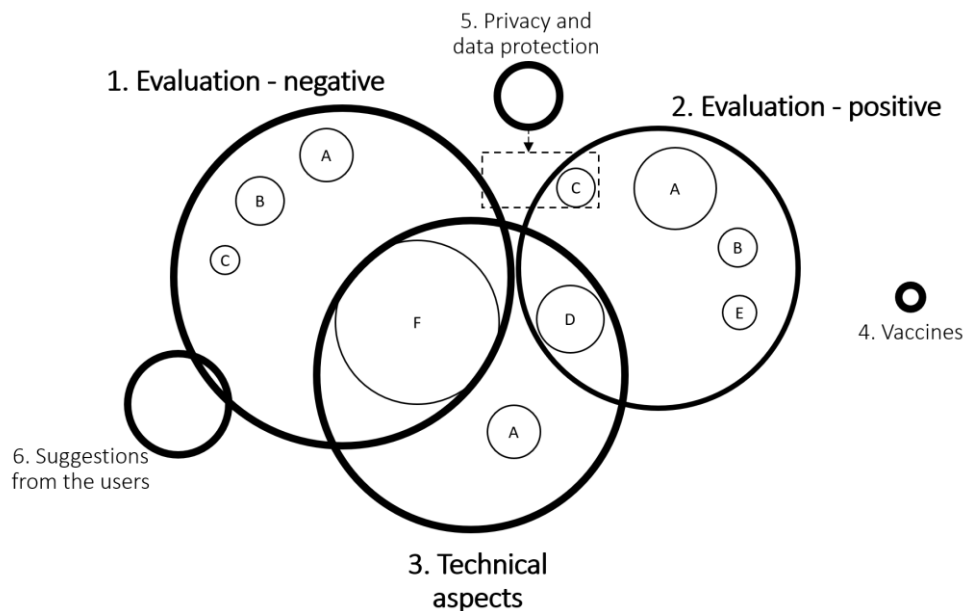 5. Privacy and
data protection
1. Evaluation - negative
2. Evaluation - positive
A
B
C
C
A
B
E
F
D
A
4. Vaccines
6. Suggestions
from the users
3. Technical
aspects